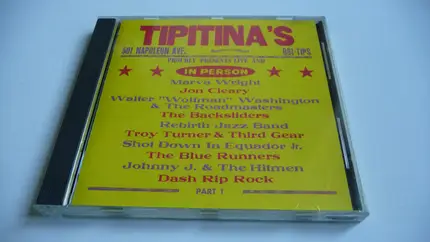 TIPITINA'S
501 NAPOLEON AVE. 891-TIPS
PROUDLY PRESENTS LIVE AND
IN PERSON
Marva Wright
Jon Cleary
Walter "Wolfman" Washington
& The Roadmasters
The Backsliders
Rebirth Jazz Band
Troy Turner & Third Gear
Shot Down In Equador Jr.
The Blue Runners
Johnny J. & The Hitmen
Dash Rip Rock
PART 1